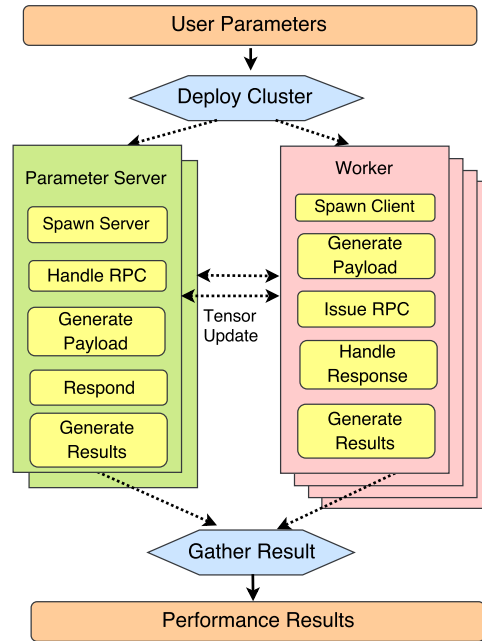 User Parameters
Deploy Cluster
Parameter Server
Spawn Server
Handle RPC
Generate
Payload
Respond
Generate
Results
Tensor
Update
Worker
Spawn Client
Generate
Payload
Issue RPC
Handle
Response
Generate
Results
Gather Result
Performance Results